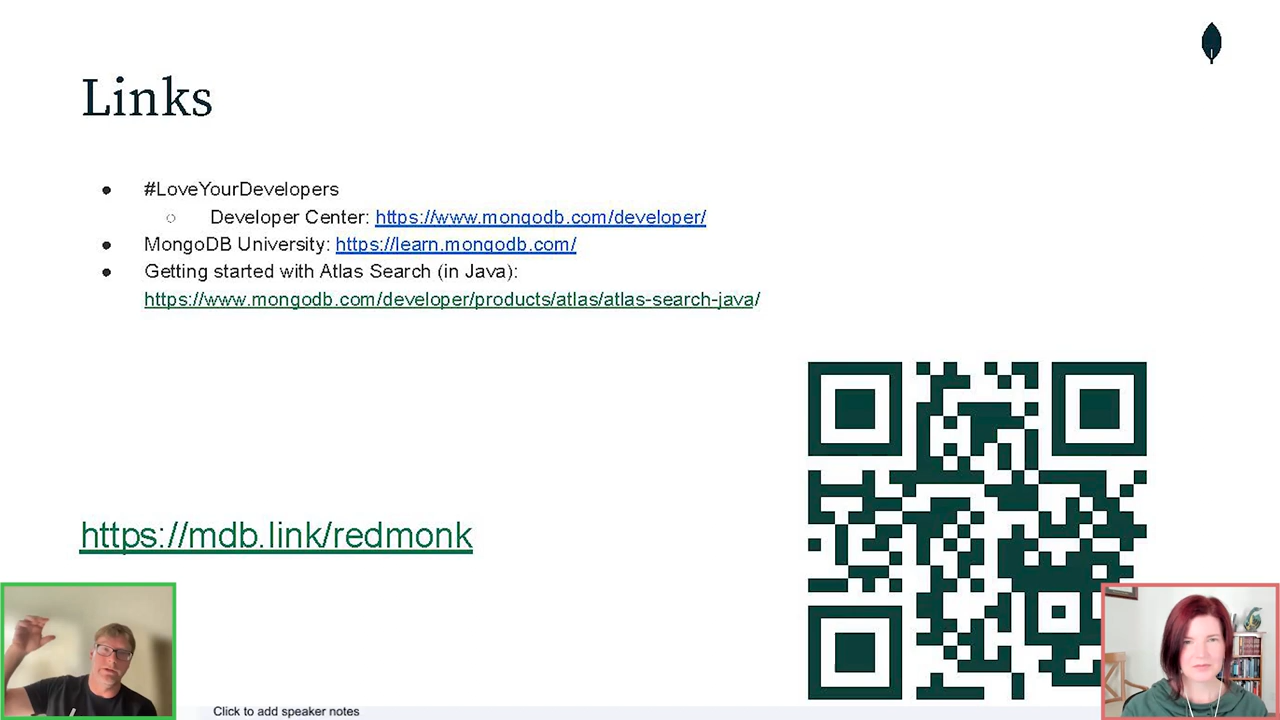 Links
#LoveYourDevelopers
Developer Center: https://www.mongodb.com/developer/
MongoDB University: https://learn.mongodb.com/
Getting started with Atlas Search (in Java):
https://www.mongodb.com/developer/products/atlas/atlas-search-java/
https://mdb.link/redmonk
Click to add speaker notes